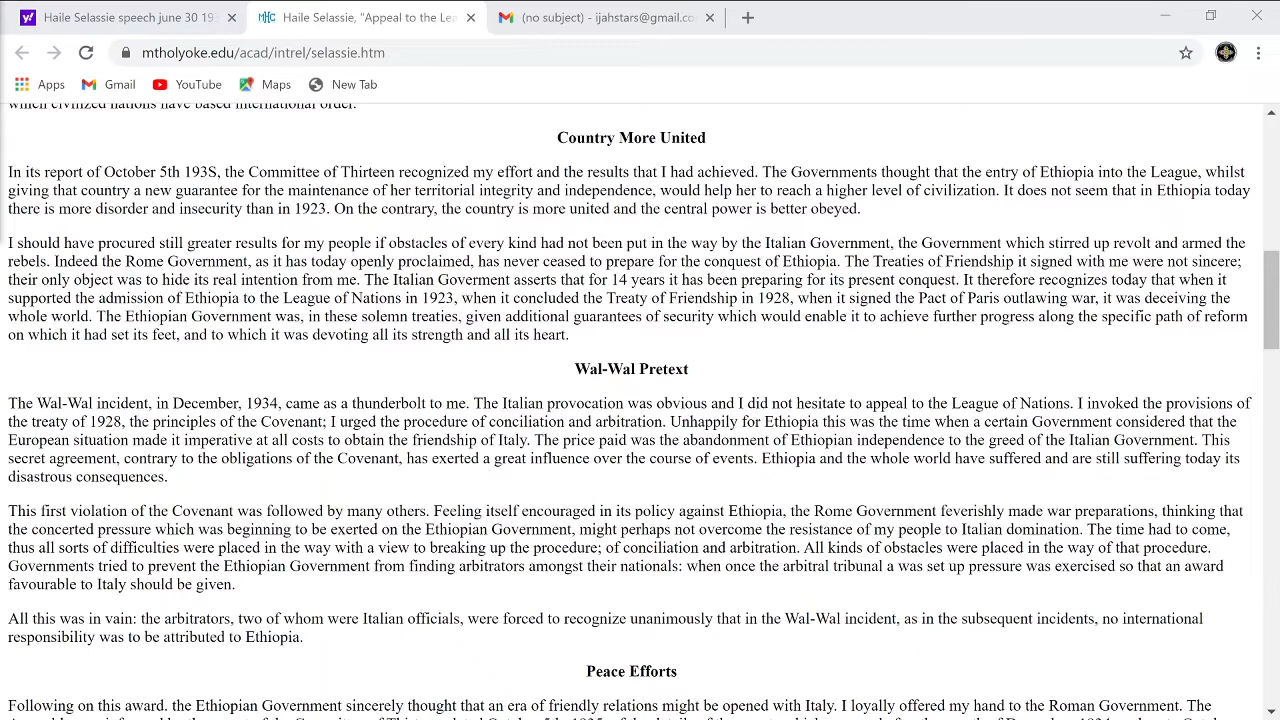 Haile Selassie speech june 30 19
Haile Selassie, "Appeal to the Lea
(no subject) - ijahstars@gmail.co
mtholyoke.edu/acad/intrel/selassie.htm
Apps Gmail YouTube Maps New Tab
which civilized nations have based international order.
Country More United
In its report of October 5th 193S, the Committee of Thirteen recognized my effort and the results that I had achieved. The Governments thought that the entry of Ethiopia into the League, whilst
giving that country a new guarantee for the maintenance of her territorial integrity and independence, would help her to reach a higher level of civilization. It does not seem that in Ethiopia today
there is more disorder and insecurity than in 1923. On the contrary, the country is more united and the central power is better obeyed.
I should have procured still greater results for my people if obstacles of every kind had not been put in the way by the Italian Government, the Government which stirred up revolt and armed the
rebels. Indeed the Rome Government, as it has today openly proclaimed, has never ceased to prepare for the conquest of Ethiopia. The Treaties of Friendship it signed with me were not sincere;
their only object was to hide its real intention from me. The Italian Goverment asserts that for 14 years it has been preparing for its present conquest. It therefore recognizes today that when it
supported the admission of Ethiopia to the League of Nations in 1923, when it concluded the Treaty of Friendship in 1928, when it signed the Pact of Paris outlawing war, it was deceiving the
whole world. The Ethiopian Government was, in these solemn treaties, given additional guarantees of security which would enable it to achieve further progress along the specific path of reform
on which it had set its feet, and to which it was devoting all its strength and all its heart.
Wal-Wal Pretext
The Wal-Wal incident, in December, 1934, came as a thunderbolt to me. The Italian provocation was obvious and I did not hesitate to appeal to the League of Nations. I invoked the provisions of
the treaty of 1928, the principles of the Covenant; I urged the procedure of conciliation and arbitration. Unhappily for Ethiopia this was the time when a certain Government considered that the
European situation made it imperative at all costs to obtain the friendship of Italy. The price paid was the abandonment of Ethiopian independence to the greed of the Italian Government. This
secret agreement, contrary to the obligations of the Covenant, has exerted a great influence over the course of events. Ethiopia and the whole world have suffered and are still suffering today its
disastrous consequences.
This first violation of the Covenant was followed by many others. Feeling itself encouraged in its policy against Ethiopia, the Rome Government feverishly made war preparations, thinking that
the concerted pressure which was beginning to be exerted on the Ethiopian Government, might perhaps not overcome the resistance of my people to Italian domination. The time had to come,
thus all sorts of difficulties were placed in the way with a view to breaking up the procedure; of conciliation and arbitration. All kinds of obstacles were placed in the way of that procedure.
Governments tried to prevent the Ethiopian Government from finding arbitrators amongst their nationals: when once the arbitral tribunal a was set up pressure was exercised so that an award
favourable to Italy should be given.
All this was in vain: the arbitrators, two of whom were Italian officials, were forced to recognize unanimously that in the Wal-Wal incident, as in the subsequent incidents, no international
responsibility was to be attributed to Ethiopia.
Peace Efforts
Following on this award. the Ethiopian Government sincerely thought that an era of friendly relations might be opened with Italy. I loyally offered my hand to the Roman Government. The